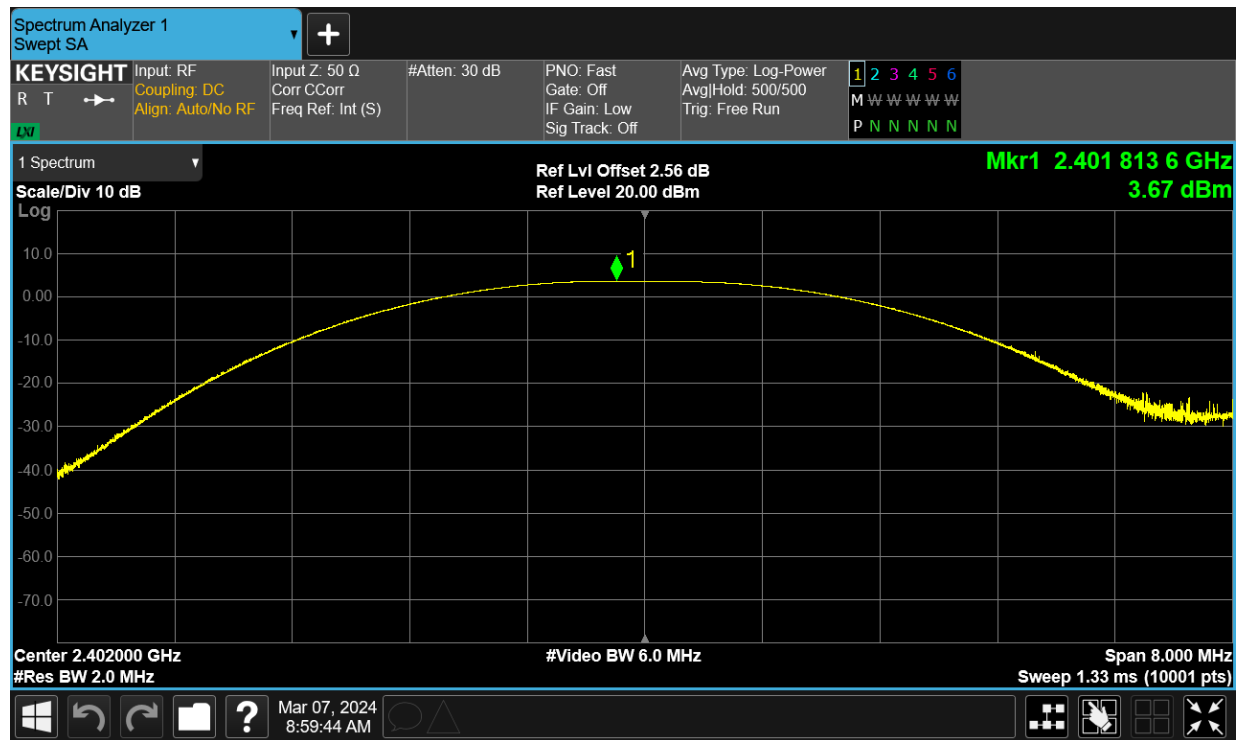 Spectrum Analyzer 1
Swept SA
KEYSIGHT
R T
LXI
Input: RF
Coupling: DC
Align: Auto/No RF
Input Z: 50 Ω
Corr CCorr
Freq Ref: Int (S)
#Atten: 30 dB
PNO: Fast
Gate: Off
IF Gain: Low
Sig Track: Off
Avg Type: Log-Power
Avg|Hold: 500/500
Trig: Free Run
1 2 3 4 5 6
M W W W W W
P N N N N N
1 Spectrum
Scale/Div 10 dB
Ref Lvl Offset 2.56 dB
Ref Level 20.00 dBm
Mkr1 2.401 813 6 GHz
3.67 dBm
Log
10.0
0.00
-10.0
-20.0
-30.0
-40.0
-50.0
-60.0
-70.0
1
Center 2.402000 GHz
#Res BW 2.0 MHz
#Video BW 6.0 MHz
Span 8.000 MHz
Sweep 1.33 ms (10001 pts)
?
Mar 07, 2024
8:59:44 AM